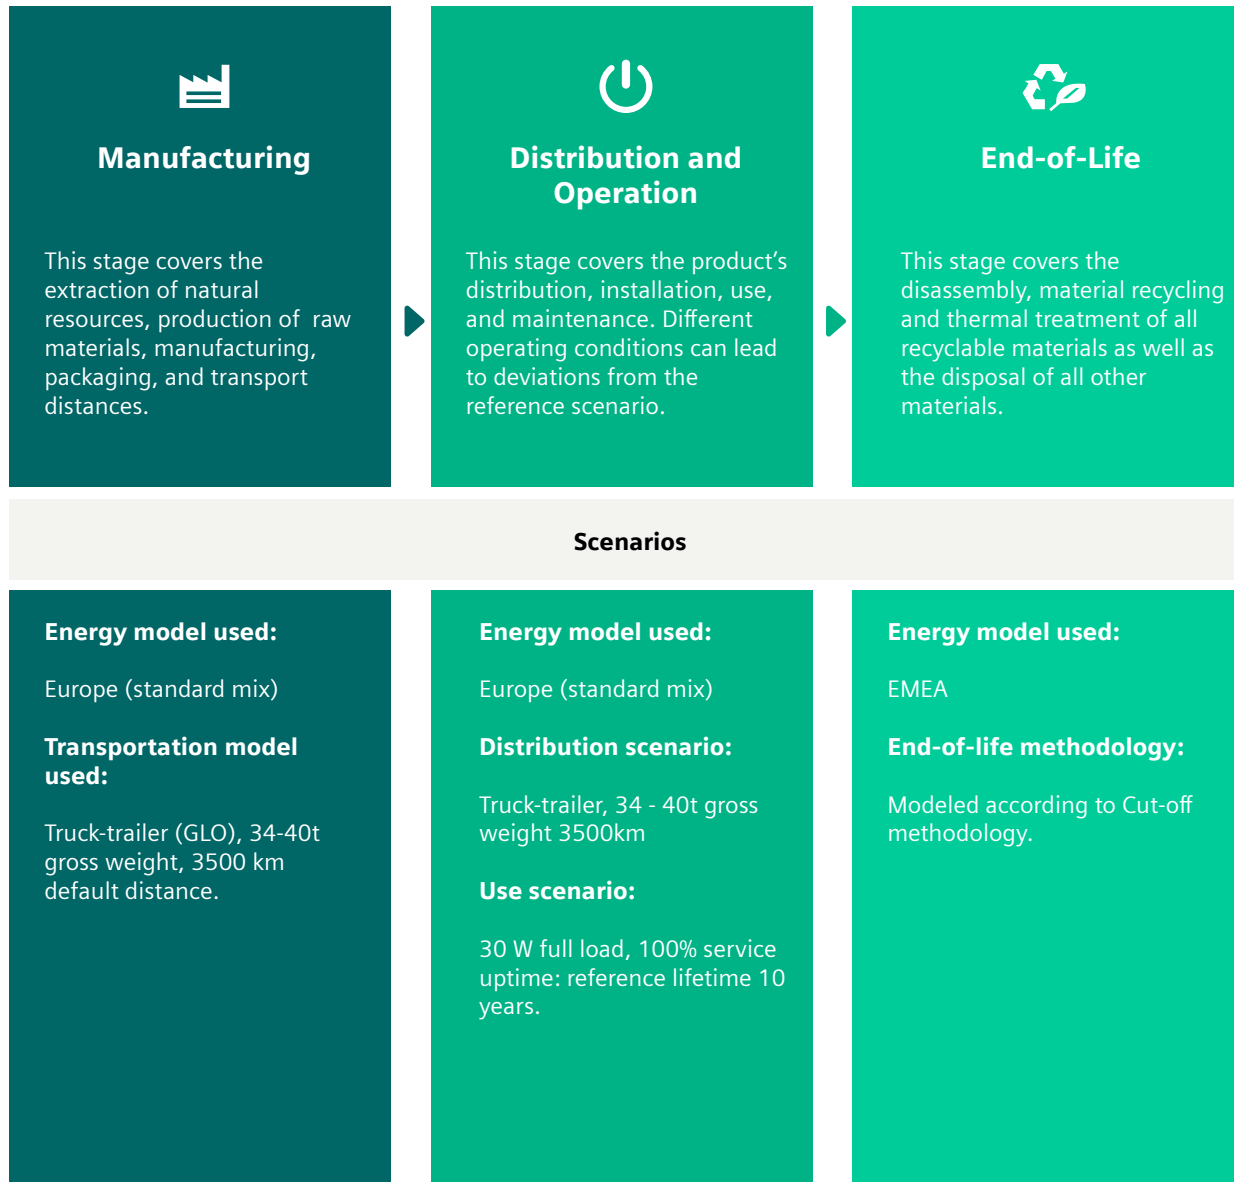 Manufacturing
This stage covers the
extraction of natural
resources, production of  raw
materials, manufacturing,
packaging, and transport
distances.
Distribution and
Operation
This stage covers the product’s
distribution, installation, use,
and maintenance. Different
operating conditions can lead
to deviations from the
reference scenario.
End-of-Life
This stage covers the
disassembly, material recycling
and thermal treatment of all
recyclable materials as well as
the disposal of all other
materials.
Scenarios
Energy model used:
Europe (standard mix)
Transportation model
used:
Truck-trailer (GLO), 34-40t
gross weight, 3500 km
default distance.
Energy model used:
Europe (standard mix)
Distribution scenario:
Truck-trailer, 34 - 40t gross
weight 3500km
Use scenario:
30 W full load, 100% service
uptime: reference lifetime 10
years.
Energy model used:
EMEA
End-of-life methodology:
Modeled according to Cut-off
methodology.